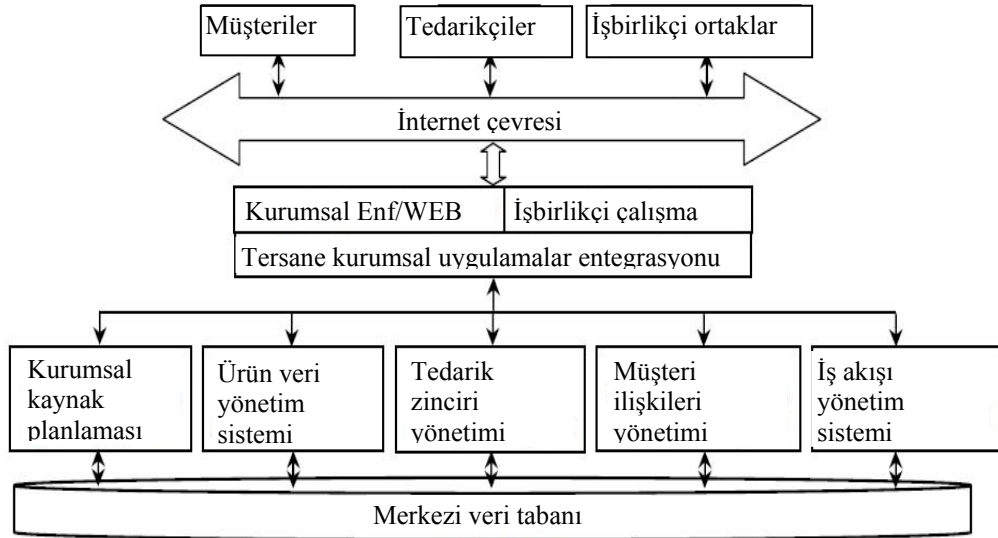 Müşteriler
Tedarikçiler
İşbirlikçi ortaklar
İnternet çevresi
Kurumsal Enf/WEB
İşbirlikçi çalışma
Tersane kurumsal uygulamalar entegrasyonu
Kurumsal
kaynak
planlaması
Ürün veri
yönetim
sistemi
Tedarik
zinciri
yönetimi
Müşteri
ilişkileri
yönetimi
İş akışı
yönetim
sistemi
Merkezi veri tabanı